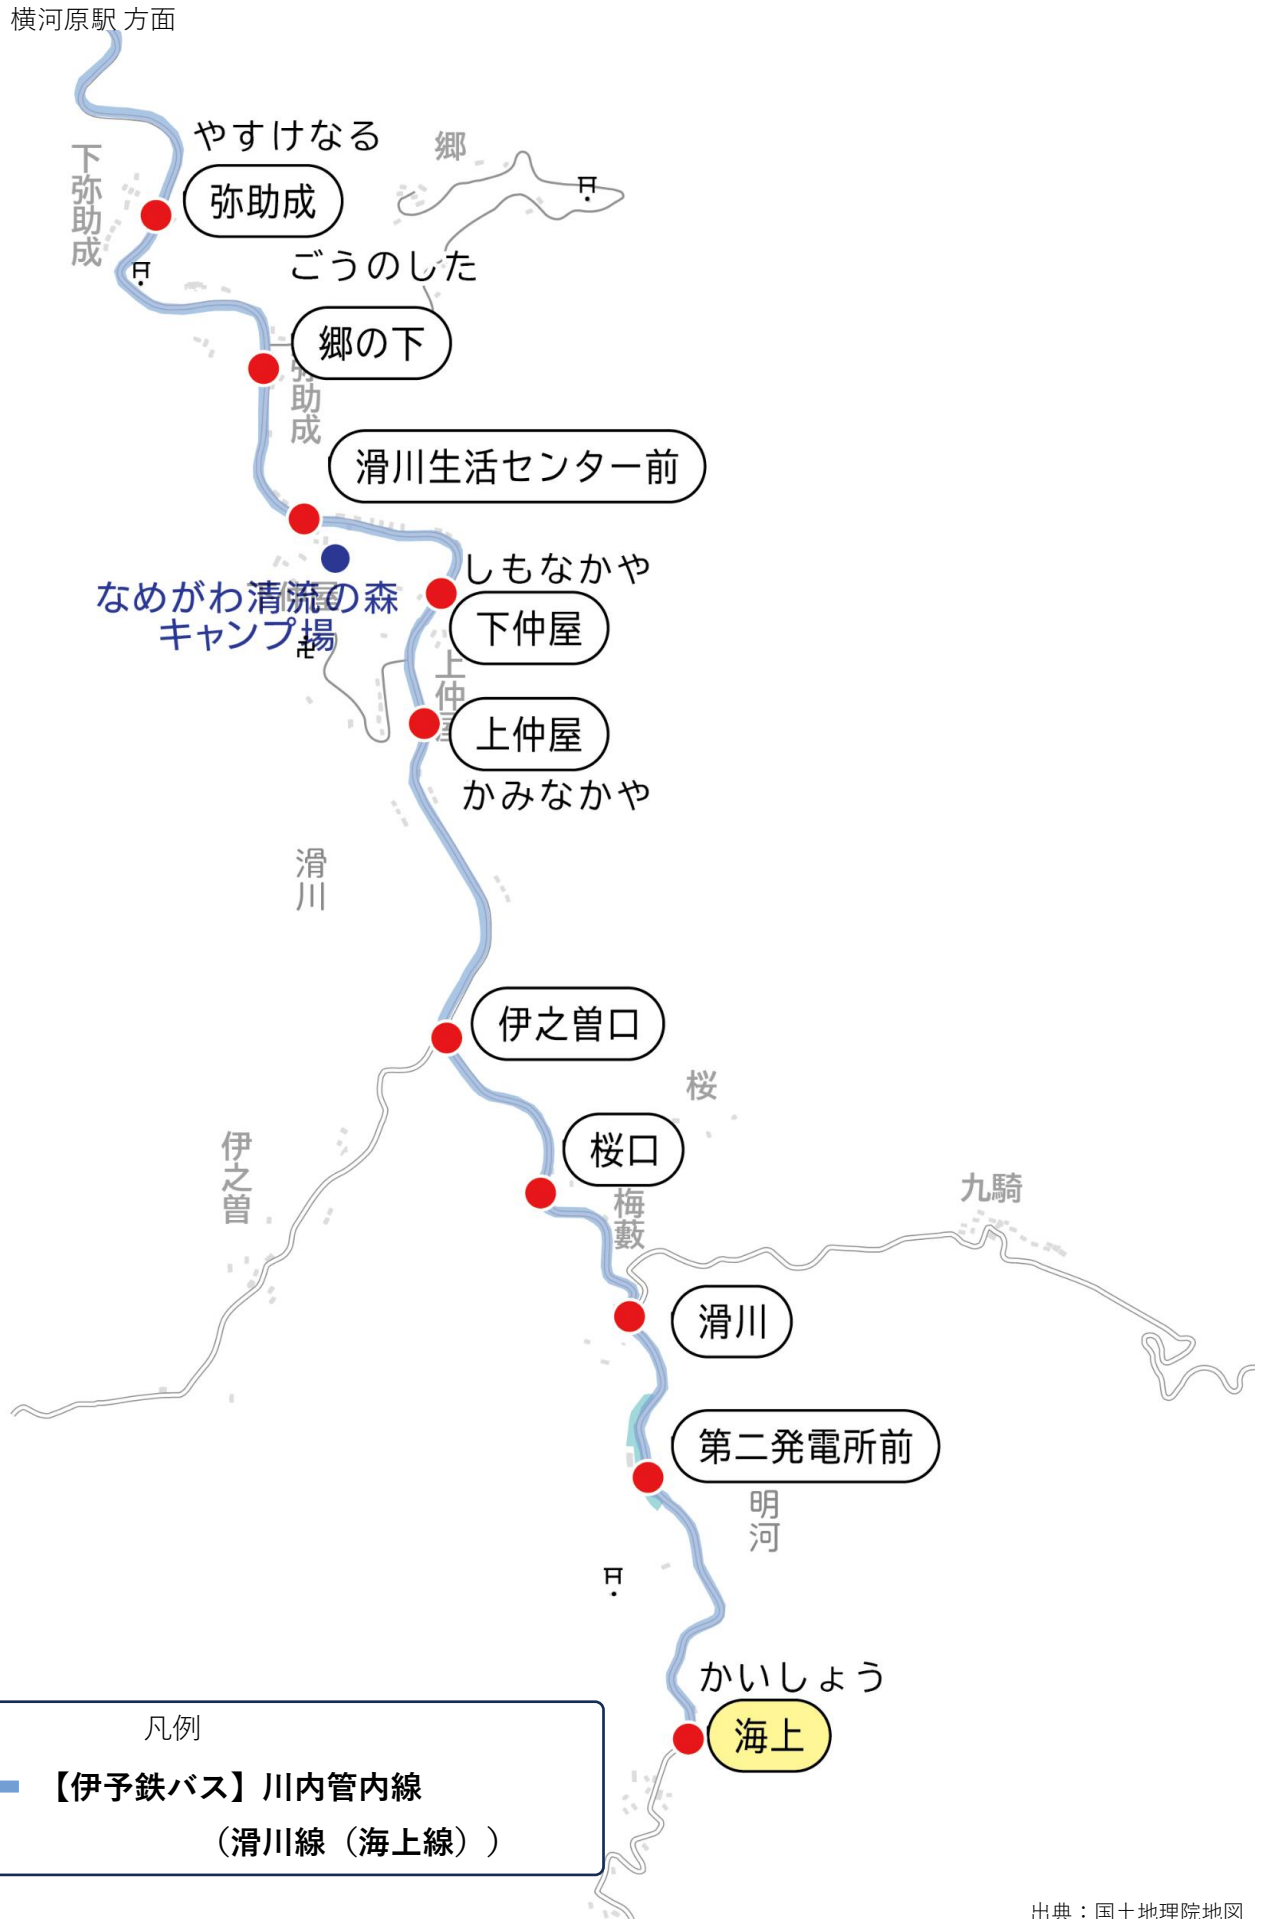 横河原駅 方面
やすけなる
郷
下弥助成
弥助成
ごうのした
郷の下
弥助成
滑川生活センター前
しもなかや
なめがわ清流の森
キャンプ場
下仲屋
上仲屋
上仲屋
かみなかや
滑川
伊之曽口
桜
桜口
伊之曽
梅藪
九騎
滑川
第二発電所前
明河
かいしょう
海上
凡例
【伊予鉄バス】川内管内線
（滑川線（海上線））
出典：国土地理院地図